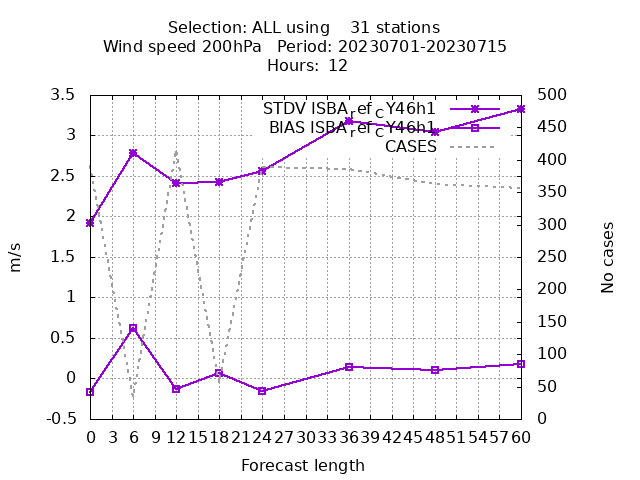 Selection: ALL using    31 stations
Wind speed 200hPa   Period: 20230701-20230715
Hours:  12
STDV ISBA_ref_CY46h1
BIAS ISBA_ref_CY46h1
CASES
3.5
3
2.5
2
1.5
1
0.5
0
-0.5
m/s
500
450
400
350
300
250
200
150
100
50
0
No cases
0 3 6 9 12 15 18 21 24 27 30 33 36 39 42 45 48 51 54 57 60
Forecast length